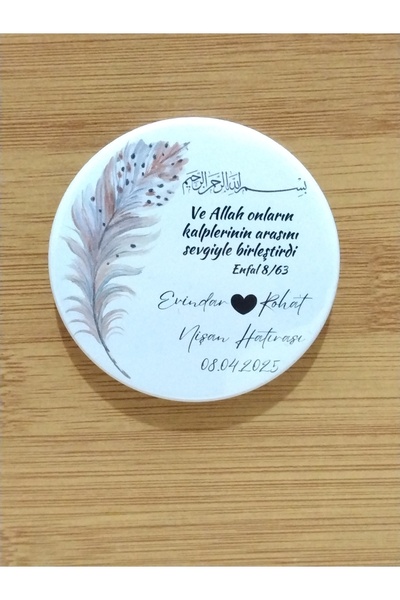 بسم الله الرحمن الرحيم
Ve Allah onların
kalplerinin arasını
sevgiyle birleştirdi
Enfal 8/63
Evindar Rohat
Nişan Hatırası
08.04.2025